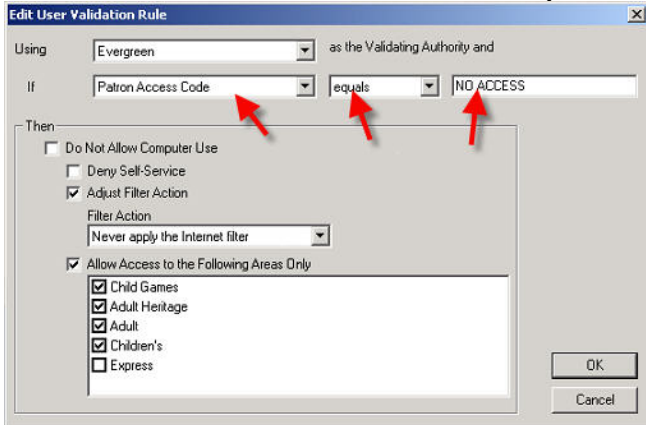 Edit User Validation Rule
Using Evergreen as the Validating Authority and
If Patron Access Code equals NO ACCESS
Then
Do Not Allow Computer Use
Deny Self-Service
Adjust Filter Action
Filter Action
Never apply the Internet filter
Allow Access to the Following Areas Only
Child Games
Adult Heritage
Adult
Children's
Express
OK
Cancel